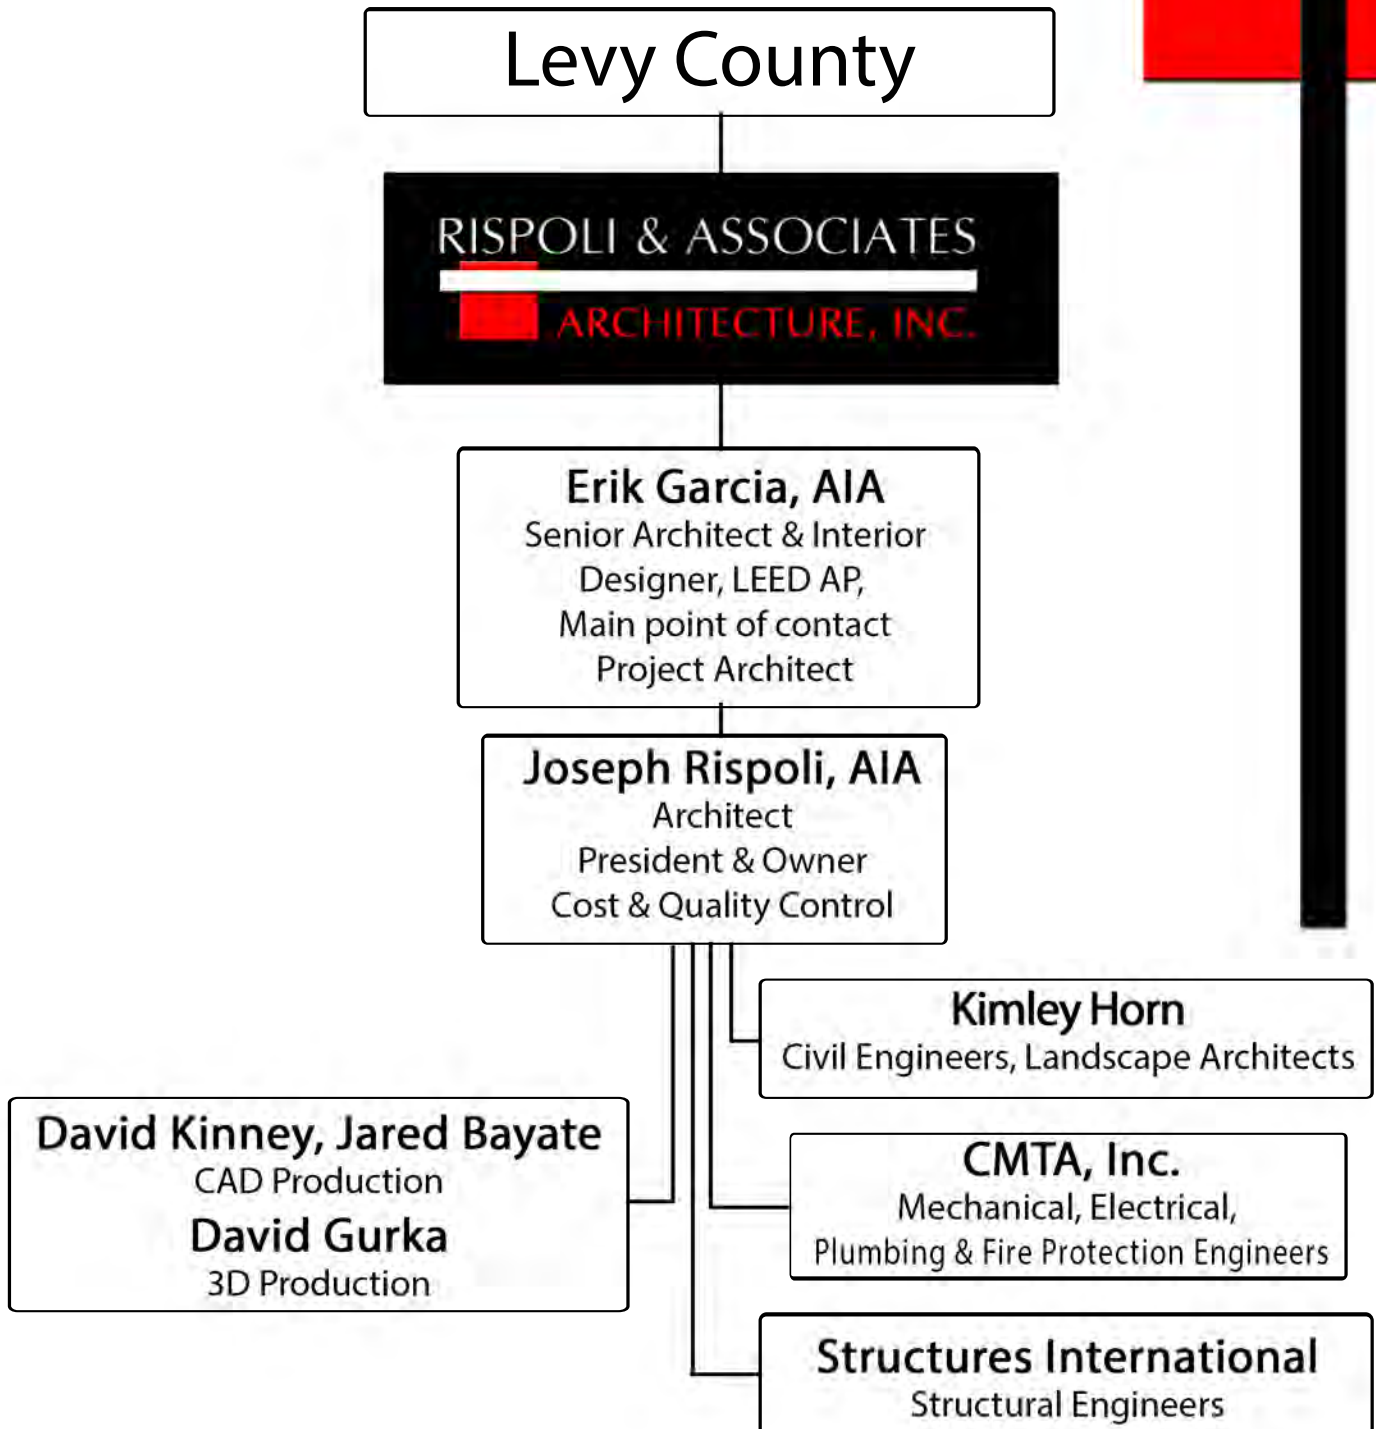 Levy County
RISPOLI & ASSOCIATES
ARCHITECTURE, INC.
Erik Garcia, AIA
Senior Architect & Interior
Designer, LEED AP,
Main point of contact
Project Architect
Joseph Rispoli, AIA
Architect
President & Owner
Cost & Quality Control
Kimley Horn
Civil Engineers, Landscape Architects
David Kinney, Jared Bayate
CAD Production
David Gurka
3D Production
CMTA, Inc.
Mechanical, Electrical,
Plumbing & Fire Protection Engineers
Structures International
Structural Engineers